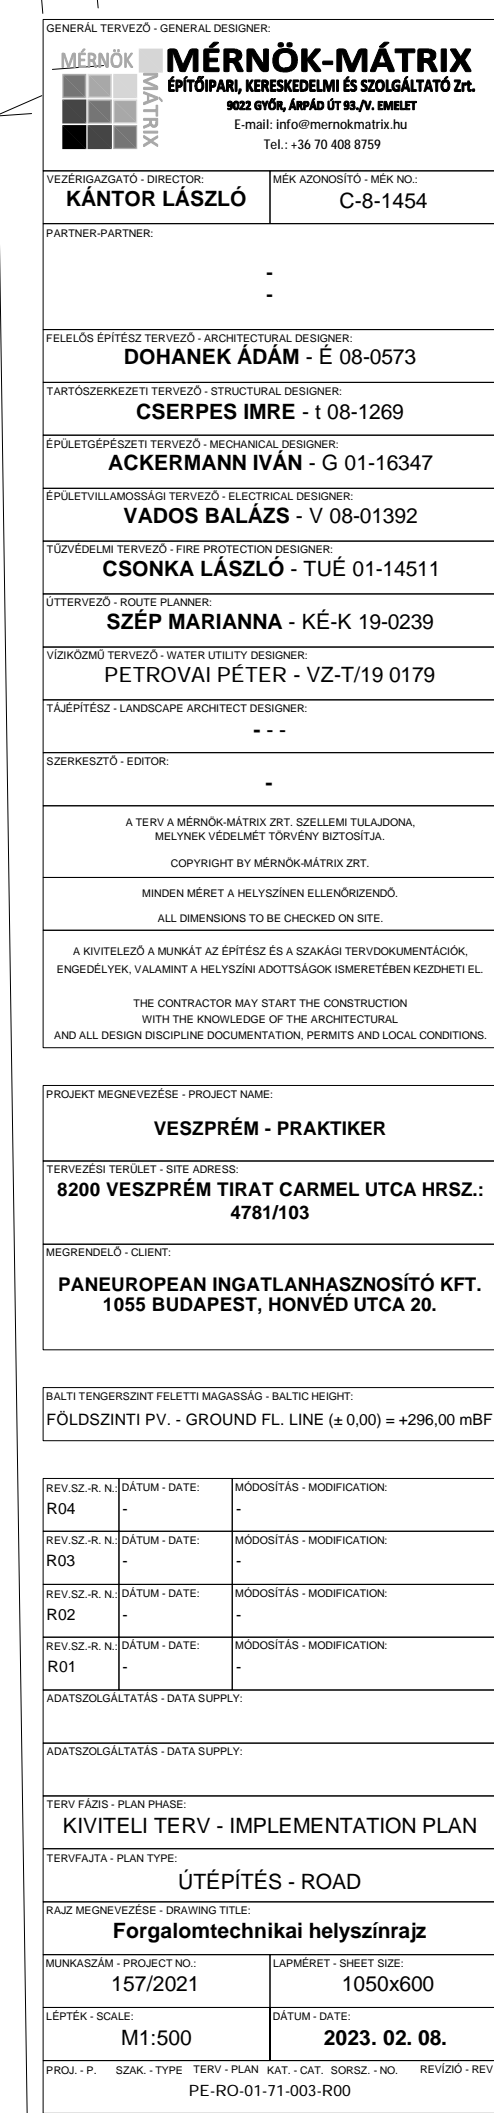 GENERÁL TERVEZŐ - GENERAL DESIGNER:
MÉRNÖK
MÁTRIX
MÉRNÖK-MÁTRIX
ÉPÍTŐIPARI, KERESKEDELMI ÉS SZOLGÁLTATÓ Zrt.
9022 GYŐR, ÁRPÁD ÚT 93./V. EMELET
E-mail: info@mernokmatrix.hu
Tel.: +36 70 408 8759
VEZÉRIGAZGATÓ - DIRECTOR: MÉK AZONOSÍTÓ - MÉK NO.:
KÁNTOR LÁSZLÓ C-8-1454
PARTNER-PARTNER:
-
-
FELELŐS ÉPÍTÉSZ TERVEZŐ - ARCHITECTURAL DESIGNER:
DOHANEK ÁDÁM - É 08-0573
TARTÓSZERKEZETI TERVEZŐ - STRUCTURAL DESIGNER:
CSERPES IMRE - t 08-1269
ÉPÜLETGÉPÉSZETI TERVEZŐ - MECHANICAL DESIGNER:
ACKERMANN IVÁN - G 01-16347
ÉPÜLETVILLAMOSSÁGI TERVEZŐ - ELECTRICAL DESIGNER:
VADOS BALÁZS - V 08-01392
TŰZVÉDELMI TERVEZŐ - FIRE PROTECTION DESIGNER:
CSONKA LÁSZLÓ - TUÉ 01-14511
ÚTTERVEZŐ - ROUTE PLANNER:
SZÉP MARIANNA - KÉ-K 19-0239
VÍZIKÖZMŰ TERVEZŐ - WATER UTILITY DESIGNER:
PETROVAI PÉTER - VZ-T/19 0179
TÁJÉPÍTÉSZ - LANDSCAPE ARCHITECT DESIGNER:
- - -
SZERKESZTŐ - EDITOR:
-
A TERV A MÉRNÖK-MÁTRIX ZRT. SZELLEMI TULAJDONA,
MELYNEK VÉDELMÉT TÖRVÉNY BIZTOSÍTJA.
COPYRIGHT BY MÉRNÖK-MÁTRIX ZRT.
MINDEN MÉRET A HELYSZÍNEN ELLENŐRIZENDŐ.
ALL DIMENSIONS TO BE CHECKED ON SITE.
A KIVITELEZŐ A MUNKÁT AZ ÉPÍTÉSZ ÉS A SZAKÁGI TERVDOKUMENTÁCIÓK,
ENGEDÉLYEK, VALAMINT A HELYSZÍNI ADOTTSÁGOK ISMERETÉBEN KEZDHETI EL.
THE CONTRACTOR MAY START THE CONSTRUCTION
WITH THE KNOWLEDGE OF THE ARCHITECTURAL
AND ALL DESIGN DISCIPLINE DOCUMENTATION, PERMITS AND LOCAL CONDITIONS.
PROJEKT MEGNEVEZÉSE - PROJECT NAME:
VESZPRÉM - PRAKTIKER
TERVEZÉSI TERÜLET - SITE ADRESS:
8200 VESZPRÉM TIRAT CARMEL UTCA HRSZ.:
4781/103
MEGRENDELŐ - CLIENT:
PANEUROPEAN INGATLANHASZNOSÍTÓ KFT.
1055 BUDAPEST, HONVÉD UTCA 20.
BALTI TENGERSZINT FELETTI MAGASSÁG - BALTIC HEIGHT:
FÖLDSZINTI PV. - GROUND FL. LINE (± 0,00) = +296,00 mBF
REV.SZ.-R. N.: DÁTUM - DATE: MÓDOSÍTÁS - MODIFICATION:
R04 - -
REV.SZ.-R. N.: DÁTUM - DATE: MÓDOSÍTÁS - MODIFICATION:
R03 - -
REV.SZ.-R. N.: DÁTUM - DATE: MÓDOSÍTÁS - MODIFICATION:
R02 - -
REV.SZ.-R. N.: DÁTUM - DATE: MÓDOSÍTÁS - MODIFICATION:
R01 - -
ADATSZOLGÁLTATÁS - DATA SUPPLY:
ADATSZOLGÁLTATÁS - DATA SUPPLY:
TERV FÁZIS - PLAN PHASE:
KIVITELI TERV - IMPLEMENTATION PLAN
TERVFAJTA - PLAN TYPE:
ÚTÉPÍTÉS - ROAD
RAJZ MEGNEVEZÉSE - DRAWING TITLE:
Forgalomtechnikai helyszínrajz
MUNKASZÁM - PROJECT NO.: LAPMÉRET - SHEET SIZE:
157/2021 1050x600
LÉPTÉK - SCALE: DÁTUM - DATE:
M1:500 2023. 02. 08.
PROJ. - P. SZAK. - TYPE TERV - PLAN KAT. - CAT. SORSZ. - NO. REVÍZIÓ - REV
PE-RO-01-71-003-R00